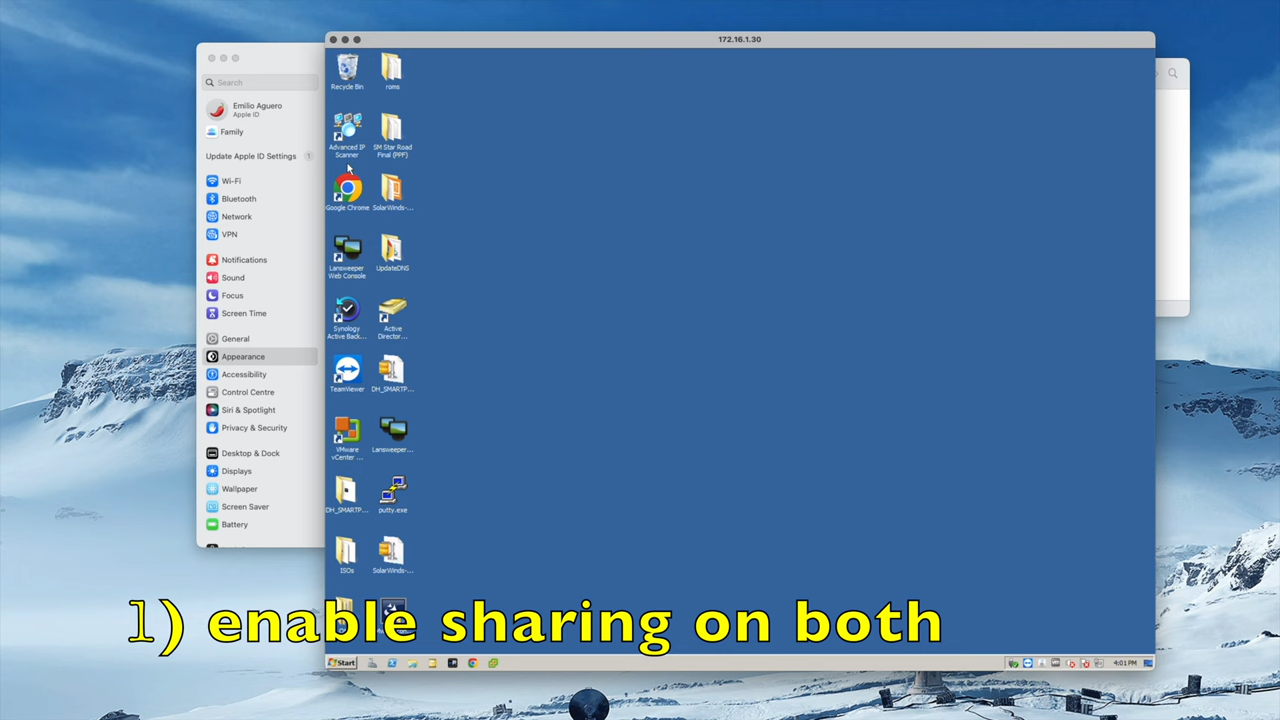 172.16.1.30
Search
Emilio Aguero
Apple ID
Family
Update Apple ID Settings 1
Wi-Fi
Bluetooth
Network
VPN
Notifications
Sound
Focus
Screen Time
General
Appearance
Accessibility
Control Centre
Siri & Spotlight
Privacy & Security
Desktop & Dock
Displays
Wallpaper
Screen Saver
Battery
Recycle Bin
roms
Advanced IP
Scanner
SM Star Road
Final (PPF)
Google Chrome
SolarWinds-...
Lansweeper
Web Console
UpdateDNS
Synology
Active Back...
Active
Director...
TeamViewer
DH_SMARTP...
VMware
vCenter ...
Lansweeper...
DH_SMARTP...
putty.exe
ISOs
SolarWinds-...
1) enable sharing on both
Start
4:01 PM